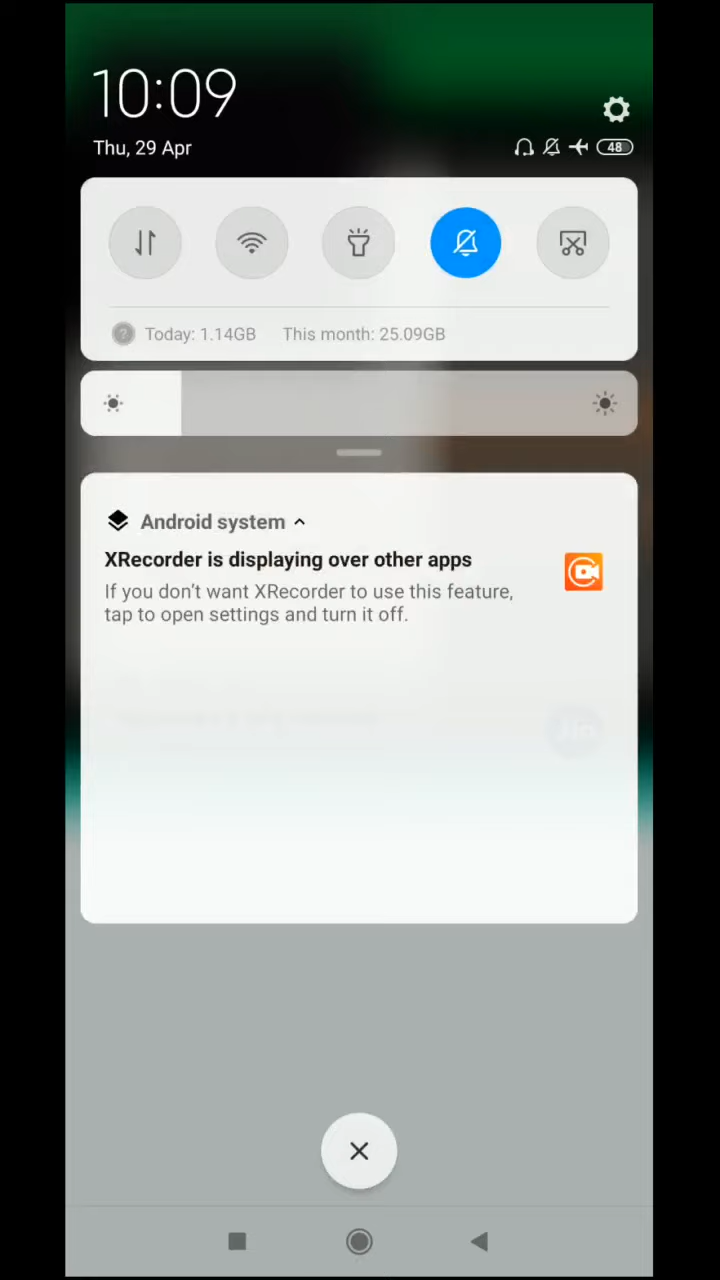 10:09
Thu, 29 Apr
48
Today: 1.14GB This month: 25.09GB
Android system
XRecorder is displaying over other apps
If you don't want XRecorder to use this feature,
tap to open settings and turn it off.